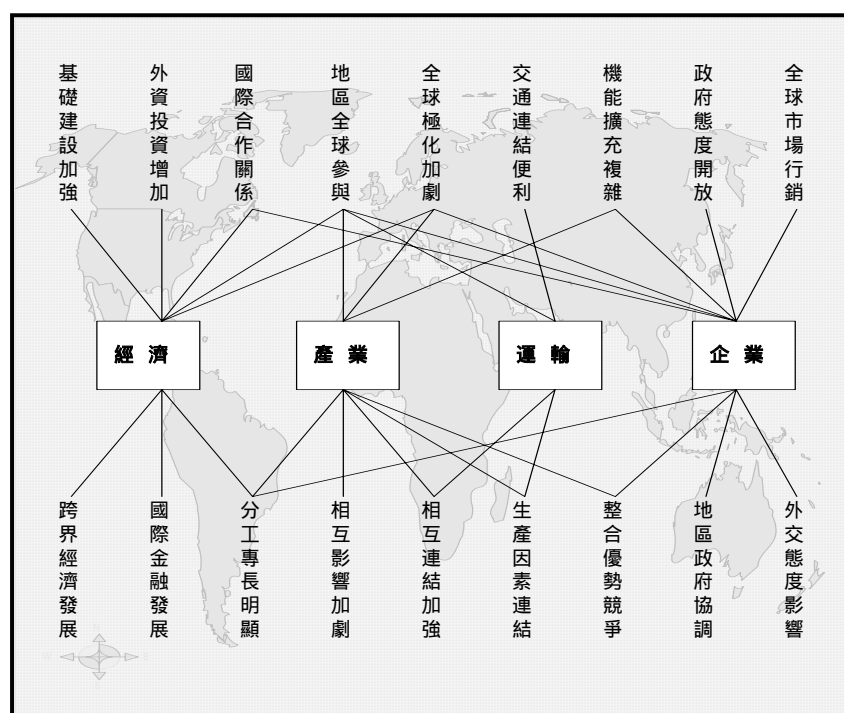 基礎建設加強
外資投資增加
國際合作關係
地區全球參與
全球極化加劇
交通連結便利
機能擴充複雜
政府態度開放
全球市場行銷
經濟
產業
運輸
企業
跨界經濟發展
國際金融發展
分工專長明顯
相互影響加劇
相互連結加強
生產因素連結
整合優勢競爭
地區政府協調
外交態度影響
N
W
E
S